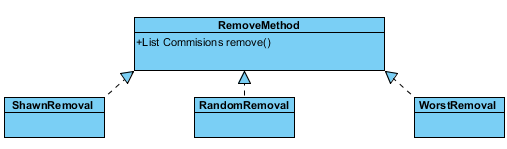 RemoveMethod
+List Commisions remove()
ShawnRemoval
RandomRemoval
WorstRemoval